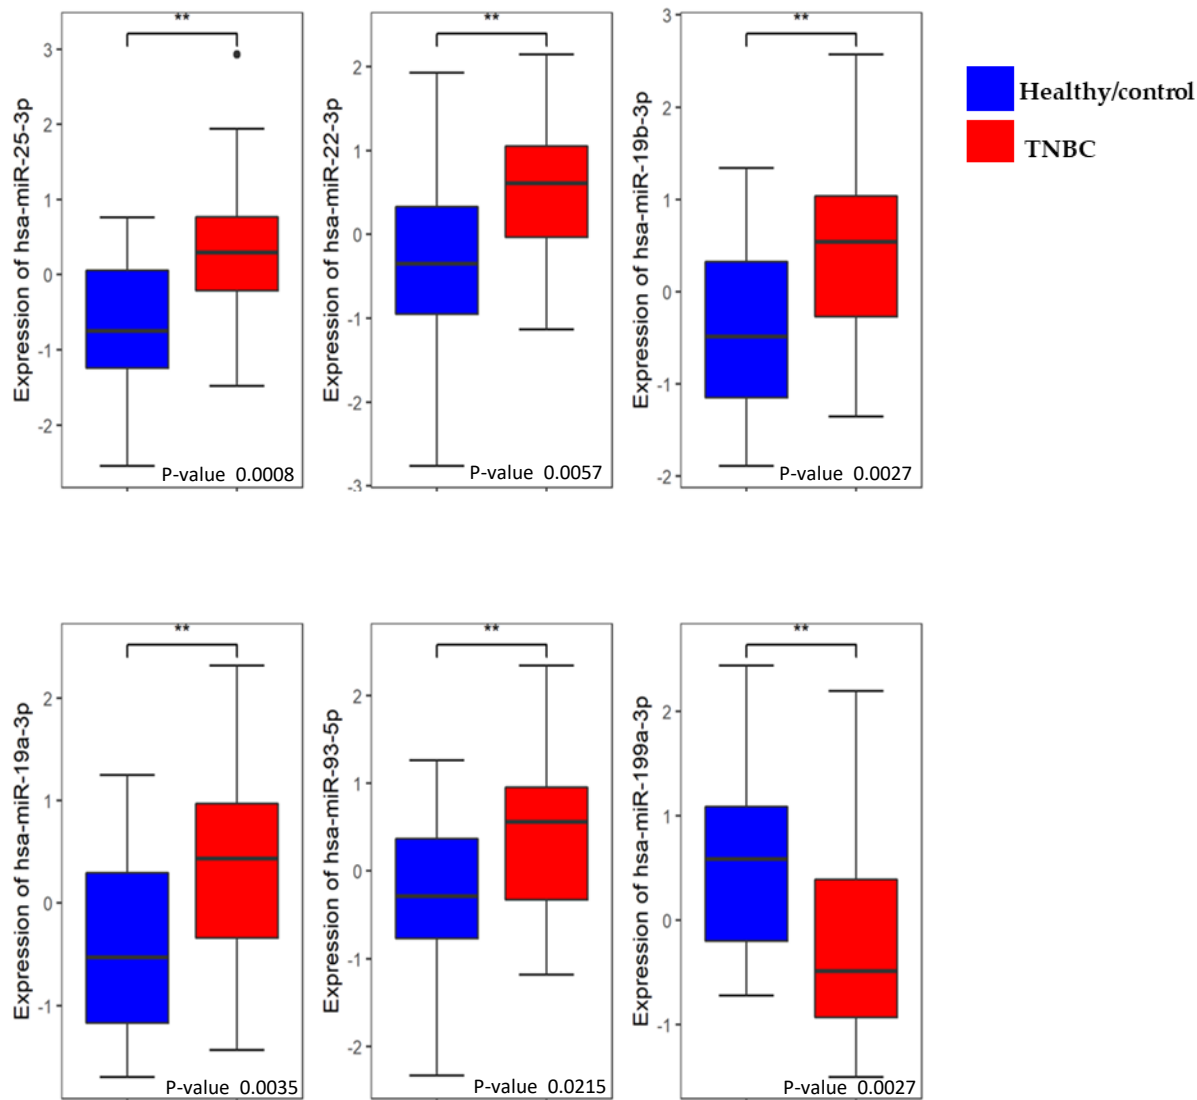 **
**
**
3
2
1
0
-1
-2
Expression of hsa-miR-25-3p
P-value 0.0008
2
1
0
-1
-2
-3
Expression of hsa-miR-22-3p
P-value 0.0057
3
2
1
0
-1
-2
Expression of hsa-miR-19b-3p
P-value 0.0027
Healthy/control
TNBC
**
**
**
2
1
0
-1
Expression of hsa-miR-19a-3p
P-value 0.0035
2
1
0
-1
-2
Expression of hsa-miR-93-5p
P-value 0.0215
2
1
0
-1
Expression of hsa-miR-199a-3p
P-value 0.0027